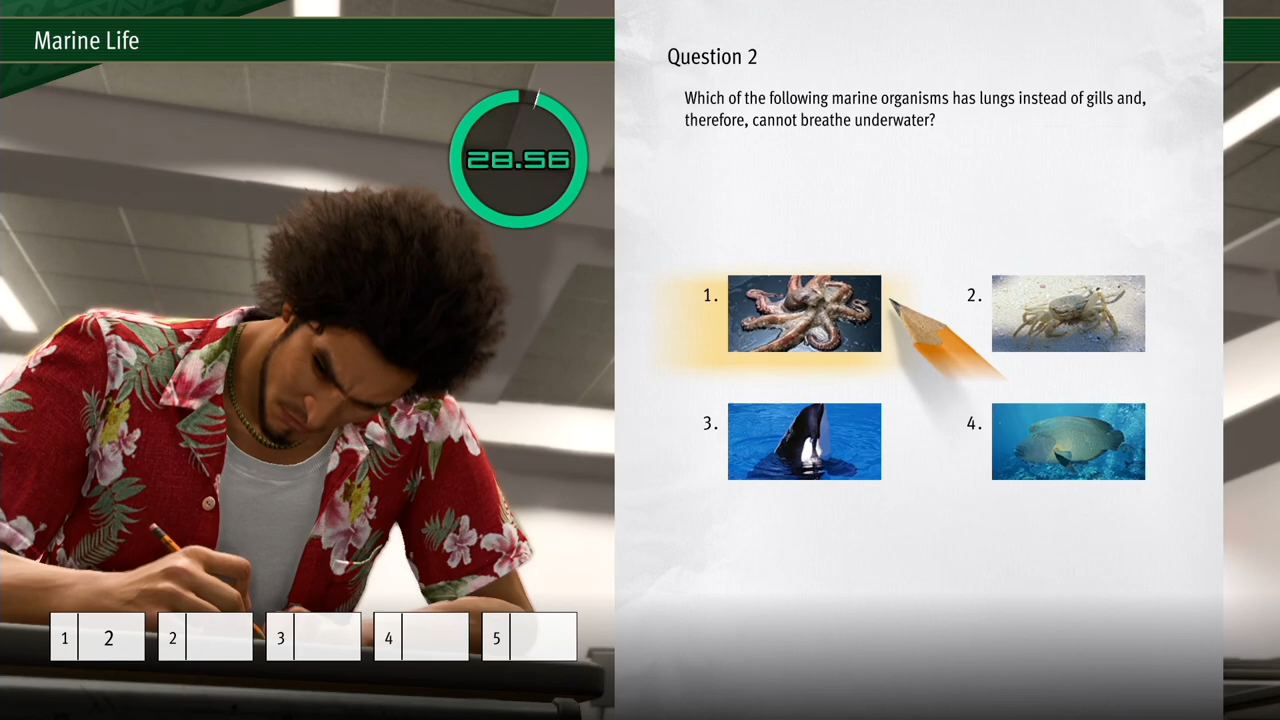 Marine Life
28.56
Question 2
Which of the following marine organisms has lungs instead of gills and,
therefore, cannot breathe underwater?
1.
2.
3.
4.
1 2 2 3 4 5